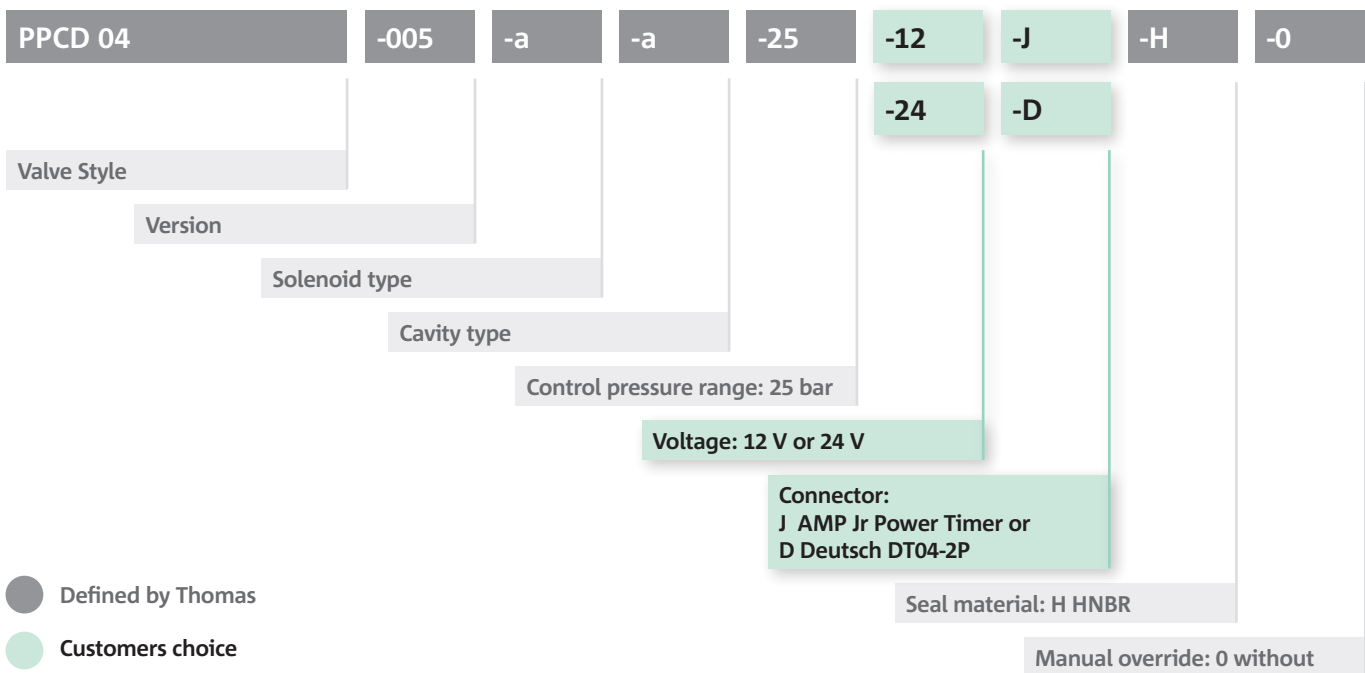 PPCD 04 -005 -a -a -25 -12 -J -H -0
-24 -D
Valve Style
Version
Solenoid type
Cavity type
Control pressure range: 25 bar
Voltage: 12 V or 24 V
Connector:
J AMP Jr Power Timer or
D Deutsch DT04-2P
Defined by Thomas
Seal material: H HNBR
Customers choice
Manual override: 0 without